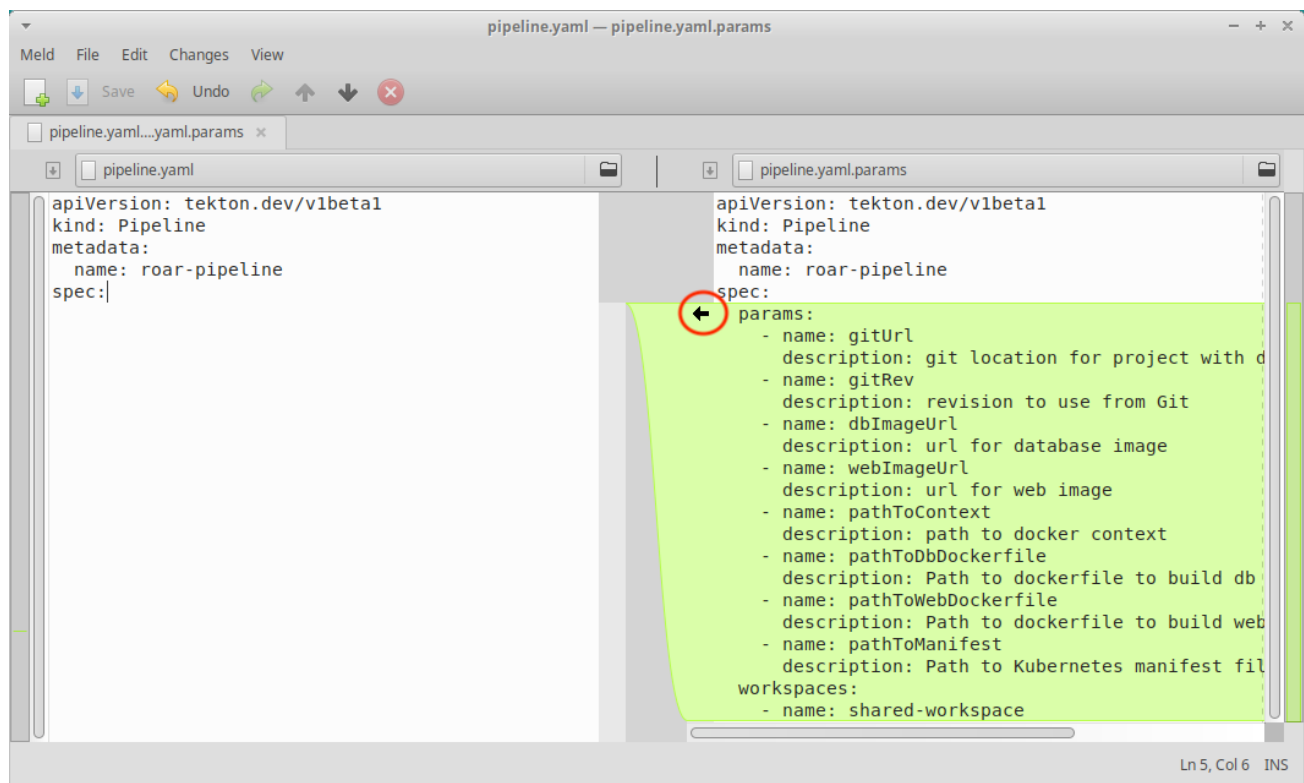 pipeline.yaml — pipeline.yaml.params
Meld File Edit Changes View
Save Undo
pipeline.yaml....yaml.params
pipeline.yaml
pipeline.yaml.params
apiVersion: tekton.dev/v1beta1
kind: Pipeline
metadata:
  name: roar-pipeline
spec:
apiVersion: tekton.dev/v1beta1
kind: Pipeline
metadata:
  name: roar-pipeline
spec:
  params:
    - name: gitUrl
      description: git location for project with d
    - name: gitRev
      description: revision to use from Git
    - name: dbImageUrl
      description: url for database image
    - name: webImageUrl
      description: url for web image
    - name: pathToContext
      description: path to docker context
    - name: pathToDbDockerfile
      description: Path to dockerfile to build db
    - name: pathToWebDockerfile
      description: Path to dockerfile to build web
    - name: pathToManifest
      description: Path to Kubernetes manifest fil
  workspaces:
    - name: shared-workspace
Ln 5, Col 6 INS